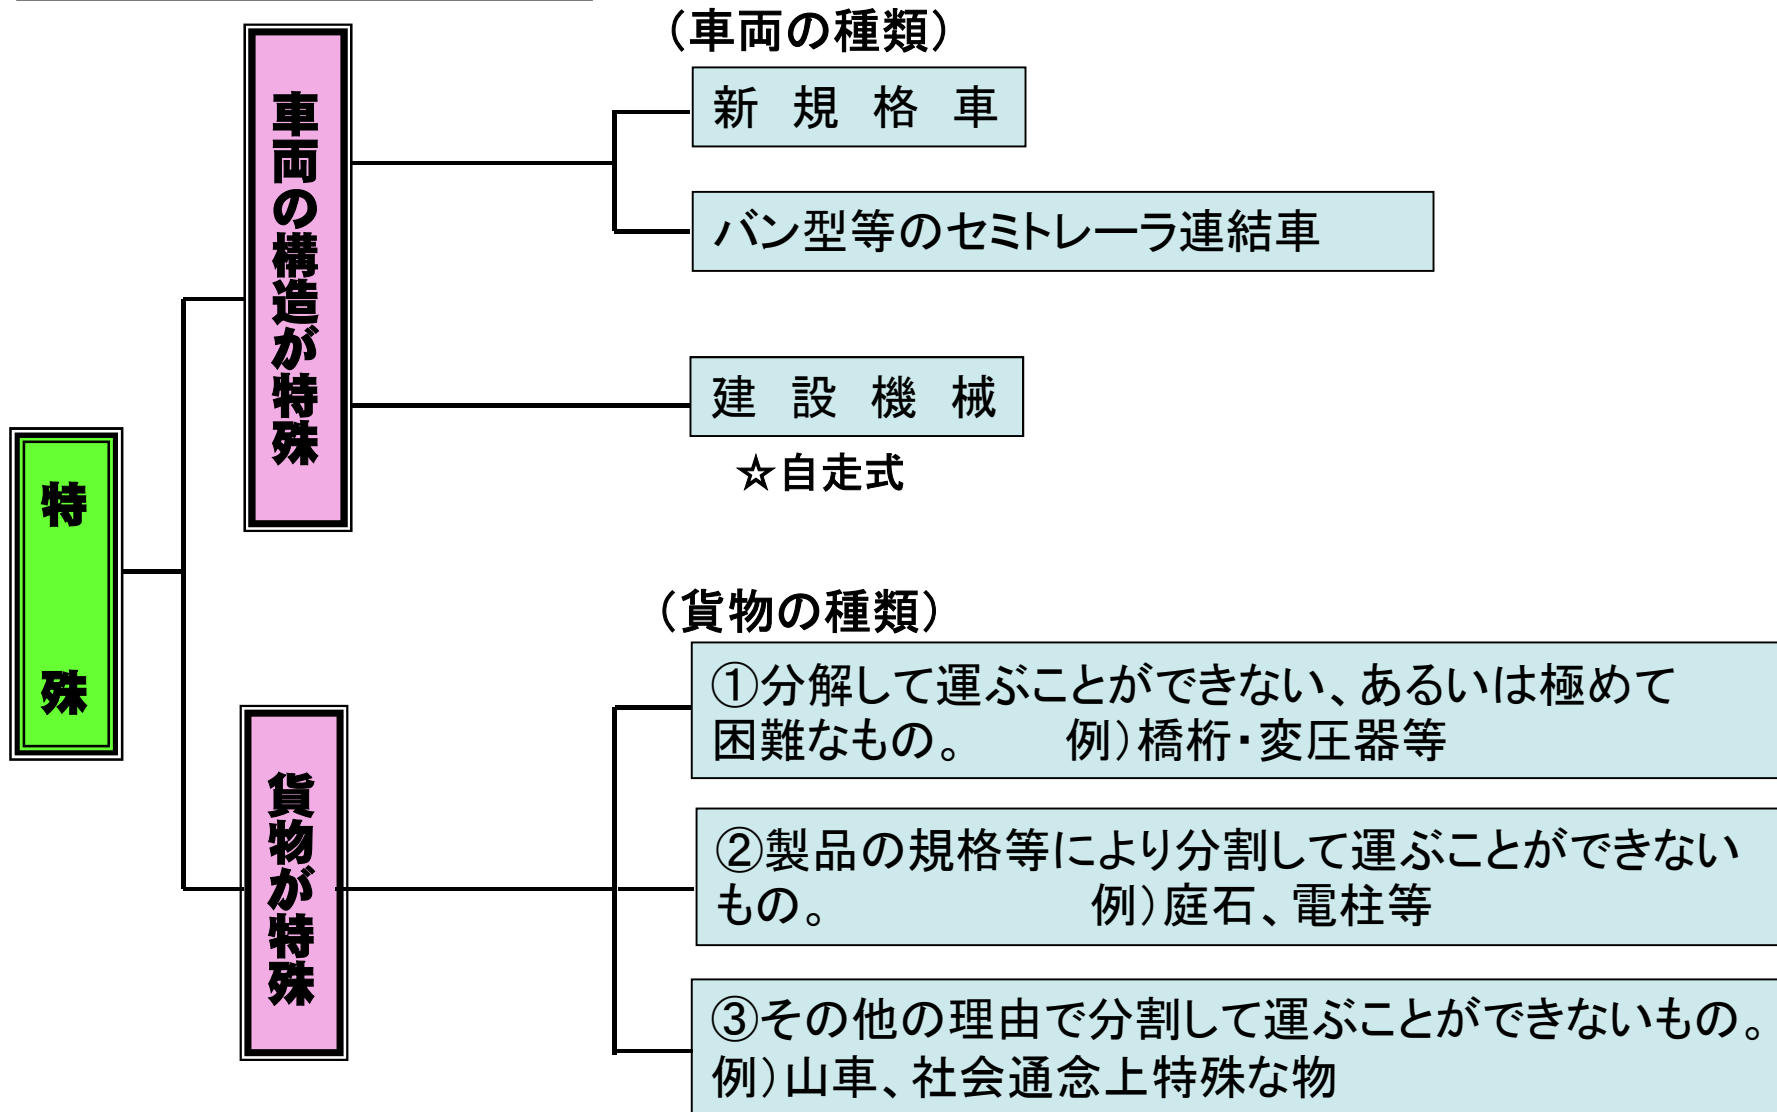 特殊
車両の構造が特殊
(車両の種類)
新規格車
バン型等のセミトレーラ連結車
建設機械
☆自走式
貨物が特殊
(貨物の種類)
①分解して運ぶことができない、あるいは極めて
困難なもの。 例)橋桁・変圧器等
②製品の規格等により分割して運ぶことができない
もの。 例)庭石、電柱等
③その他の理由で分割して運ぶことができないもの。
例)山車、社会通念上特殊な物